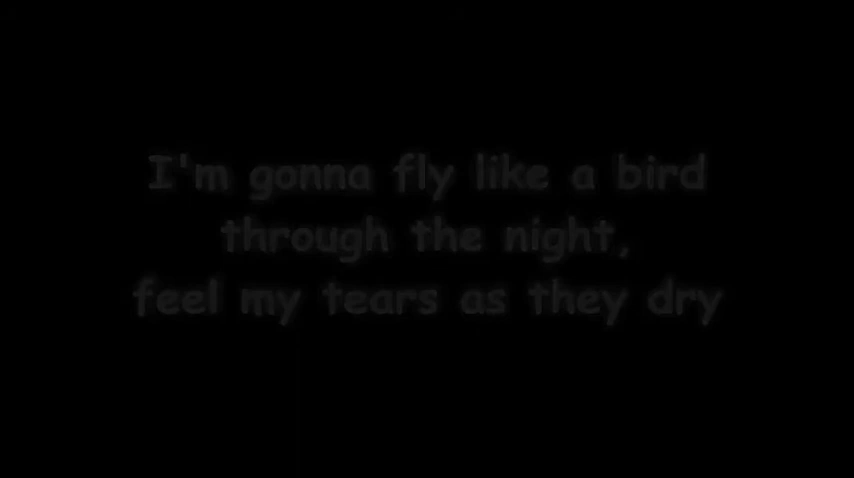 I'm gonna fly like a bird
through the night,
feel my tears as they dry